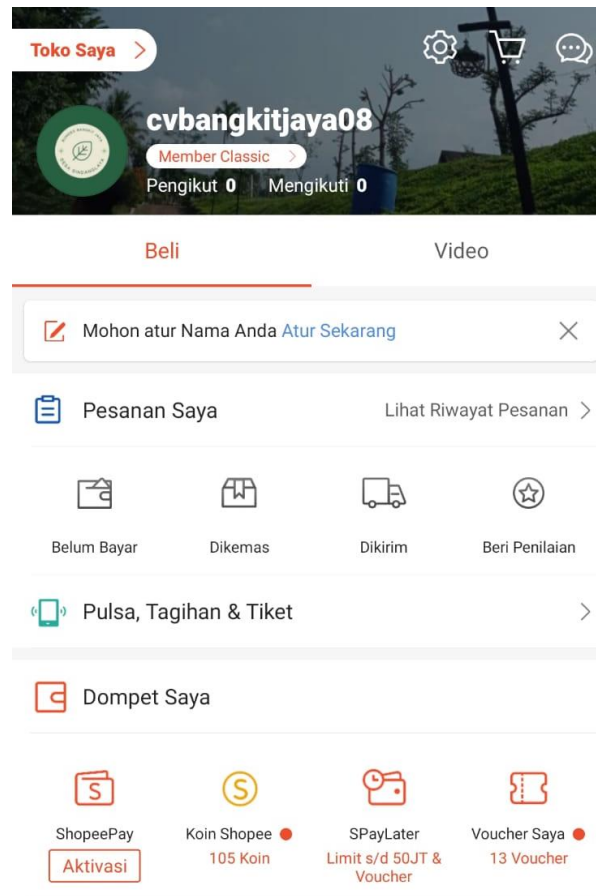 Toko Saya
cvbangkitjaya08
Member Classic
Pengikut 0 Mengikuti 0
Beli Video
Mohon atur Nama Anda Atur Sekarang
Pesanan Saya Lihat Riwayat Pesanan
Belum Bayar Dikemas Dikirim Beri Penilaian
Pulsa, Tagihan & Tiket
Dompet Saya
ShopeePay Koin Shopee SPayLater Voucher Saya
Aktivasi 105 Koin Limit s/d 50JT & 13 Voucher
Voucher